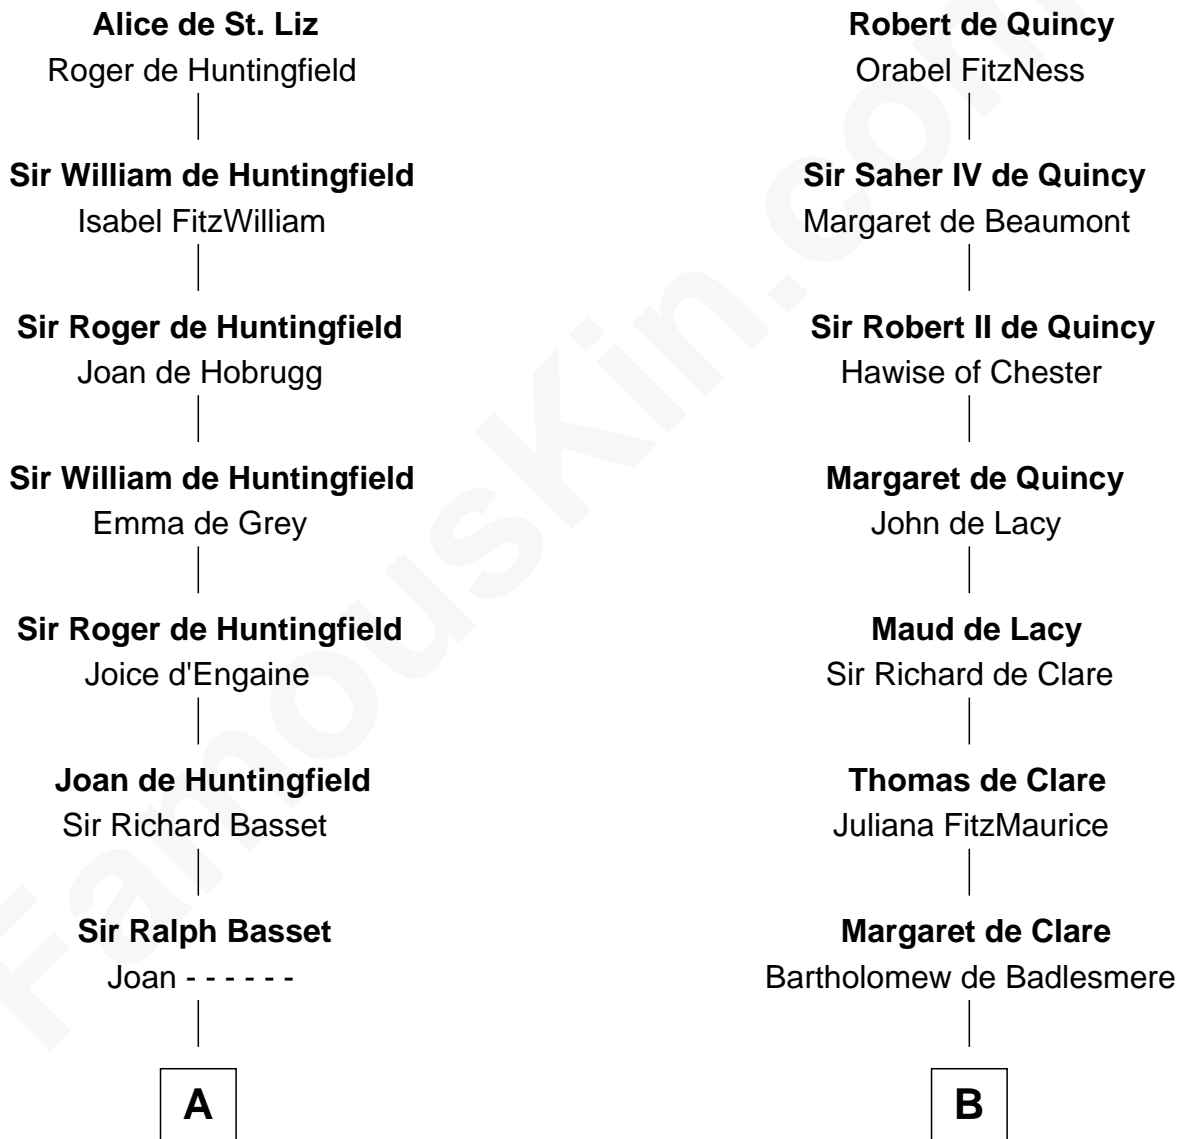 Alice de St. Liz
Roger de Huntingfield
Sir William de Huntingfield
Isabel FitzWilliam
Sir Roger de Huntingfield
Joan de Hobrugg
Sir William de Huntingfield
Emma de Grey
Sir Roger de Huntingfield
Joice d'Engaine
Joan de Huntingfield
Sir Richard Basset
Sir Ralph Basset
Joan - - - - - -
A
Robert de Quincy
Orabel FitzNess
Sir Saher IV de Quincy
Margaret de Beaumont
Sir Robert II de Quincy
Hawise of Chester
Margaret de Quincy
John de Lacy
Maud de Lacy
Sir Richard de Clare
Thomas de Clare
Juliana FitzMaurice
Margaret de Clare
Bartholomew de Badlesmere
B
FamousKin.com